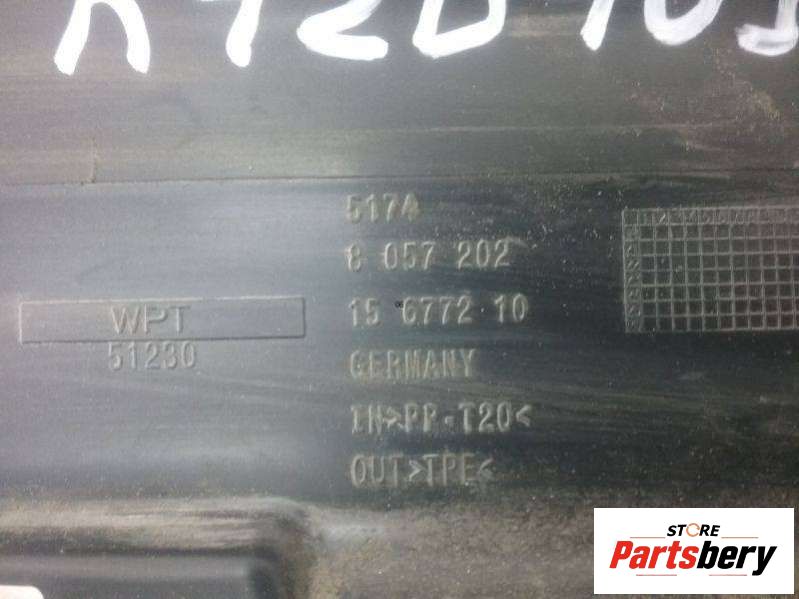 5174
8 057 202
15 6772 10
WPT
51230
GERMANY
IN>PP-T20<
OUT>TPE<
STORE
Partsbery